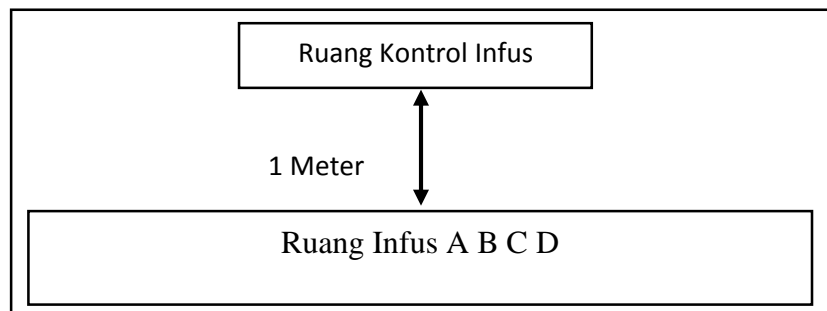 Ruang Kontrol Infus
1 Meter
Ruang Infus A B C D